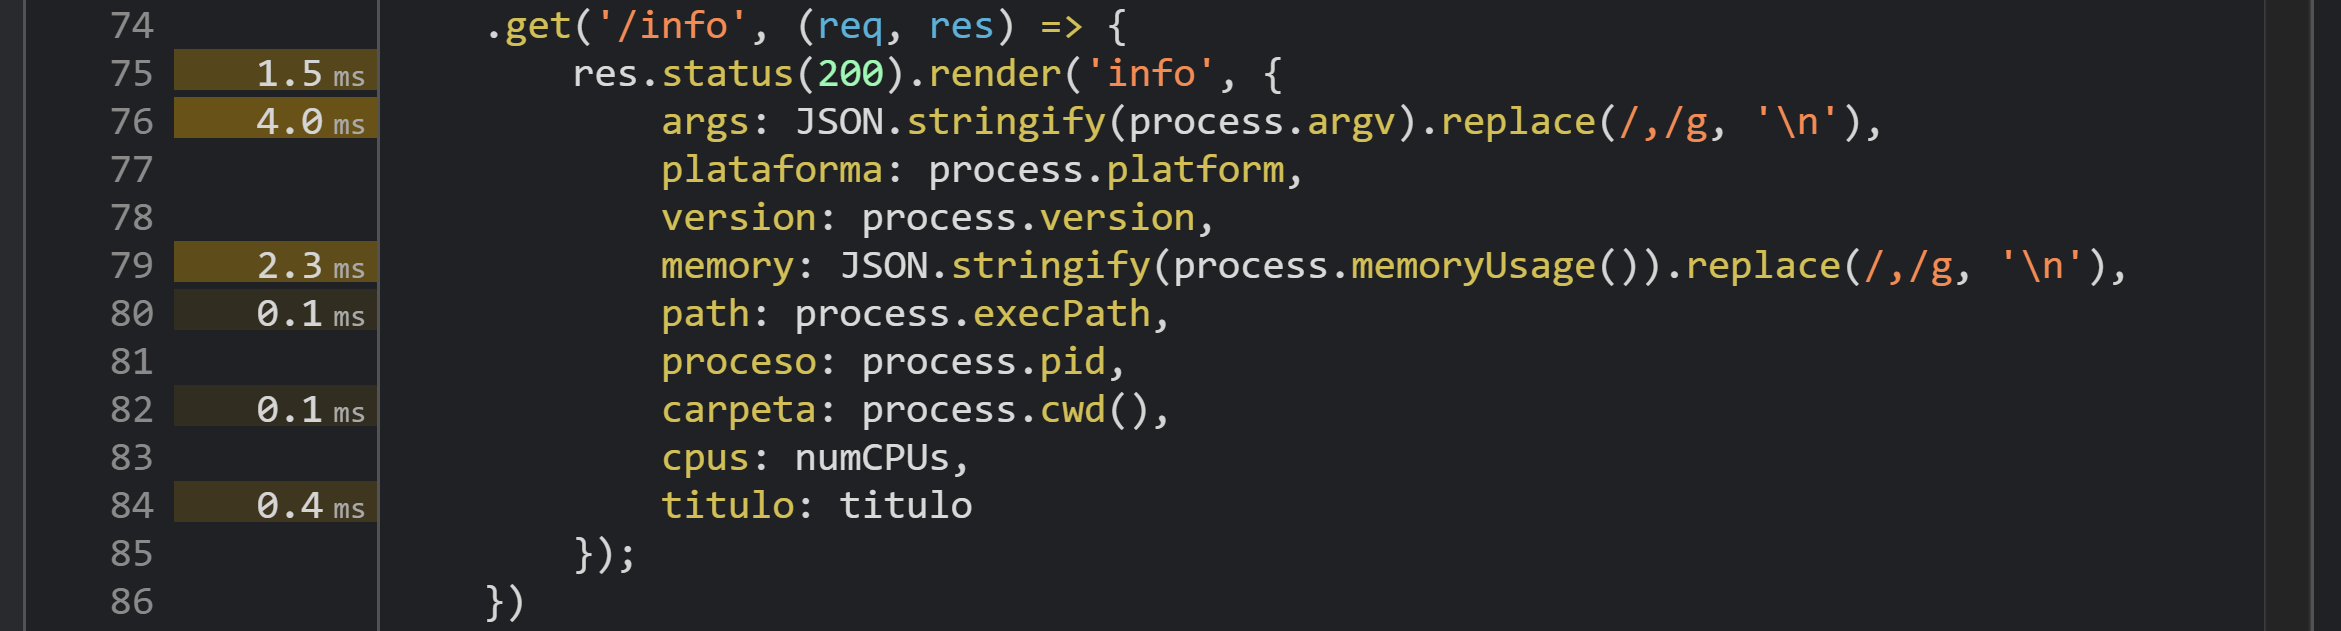 74 .get('/info', (req, res) => {
75 1.5 ms res.status(200).render('info', {
76 4.0 ms args: JSON.stringify(process.argv).replace(/,/g, '\n'),
77 plataforma: process.platform,
78 version: process.version,
79 2.3 ms memory: JSON.stringify(process.memoryUsage()).replace(/,/g, '\n'),
80 0.1 ms path: process.execPath,
81 proceso: process.pid,
82 0.1 ms carpeta: process.cwd(),
83 cpus: numCPUs,
84 0.4 ms titulo: titulo
85 });
86 })